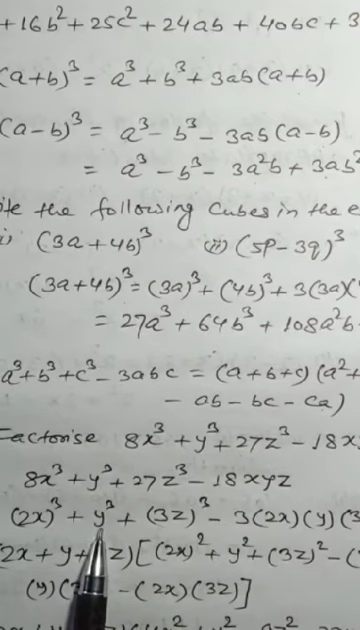 + 16b² + 25c² + 24ab + 40bc + 3
(a+b)³ = a³ + b³ + 3ab(a+b)
(a-b)³ = a³ - b³ - 3ab(a-b)
= a³ - b³ - 3a²b + 3ab²
ite the following cubes in the e
i) (3a+4b)³ (ii) (5p-3q)³
(3a+4b)³ = (3a)³ + (4b)³ + 3(3a)(
= 27a³ + 64b³ + 108a²b
a³+b³+c³-3abc = (a+b+c)(a²+
- ab - bc - ca)
Factorise 8x³ + y³ + 27z³ - 18x
8x³ + y³ + 27z³ - 18xyz
(2x)³ + y³ + (3z)³ - 3(2x)(y)(3
2x + y + z)[(2x)² + y² + (3z)² - (
(y)( - (2x)(3z)]